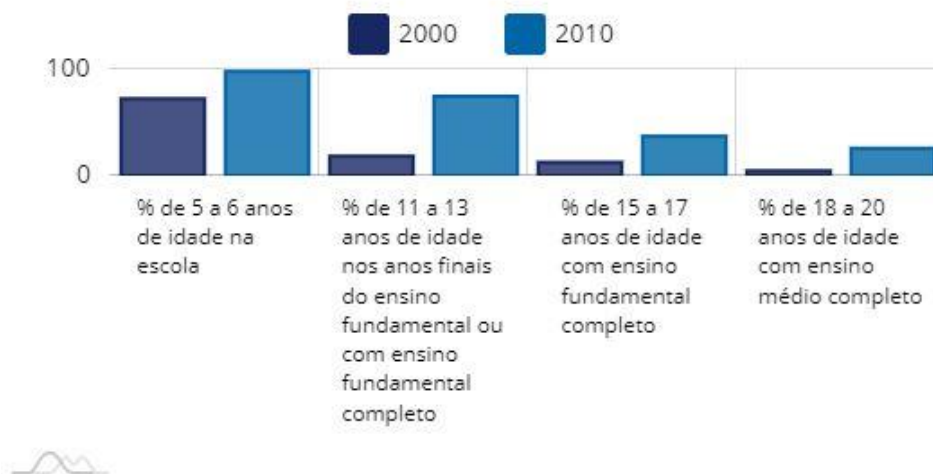 2000 2010
100
0
% de 5 a 6 anos
de idade na
escola
% de 11 a 13
anos de idade
nos anos finais
do ensino
fundamental ou
com ensino
fundamental
completo
% de 15 a 17
anos de idade
com ensino
fundamental
completo
% de 18 a 20
anos de idade
com ensino
médio completo